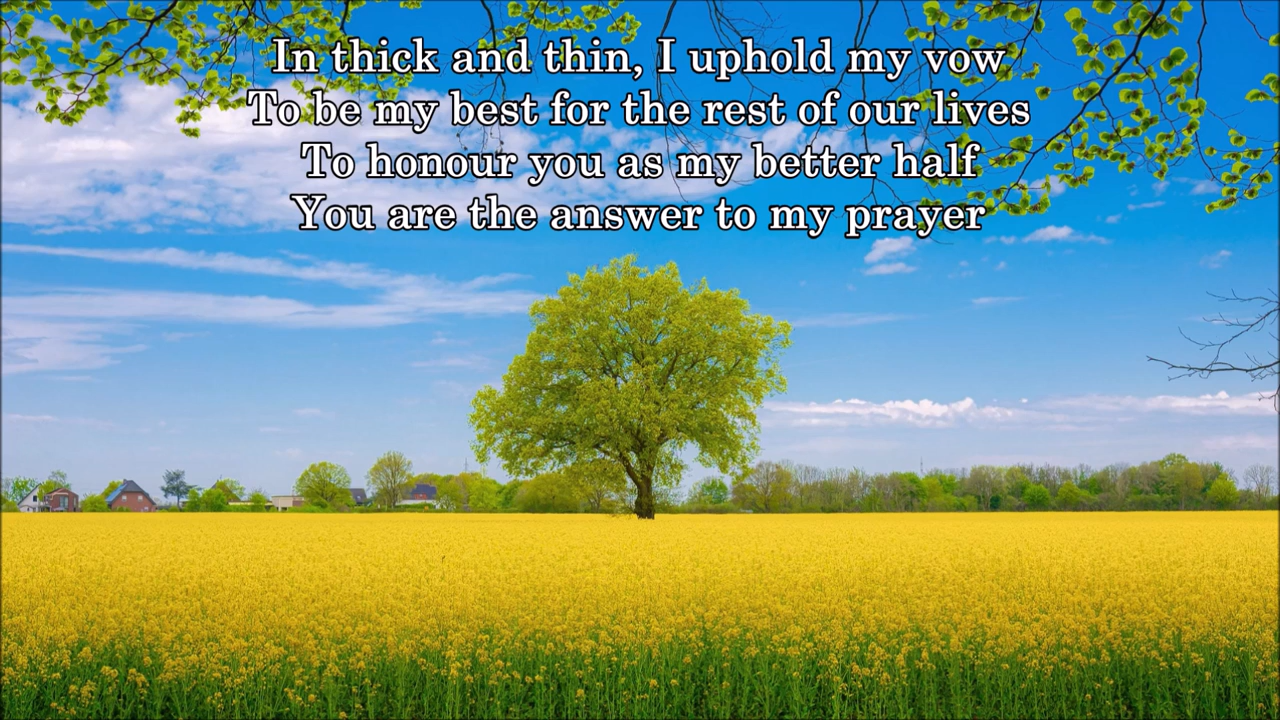 In thick and thin, I uphold my vow
To be my best for the rest of our lives
To honour you as my better half
You are the answer to my prayer